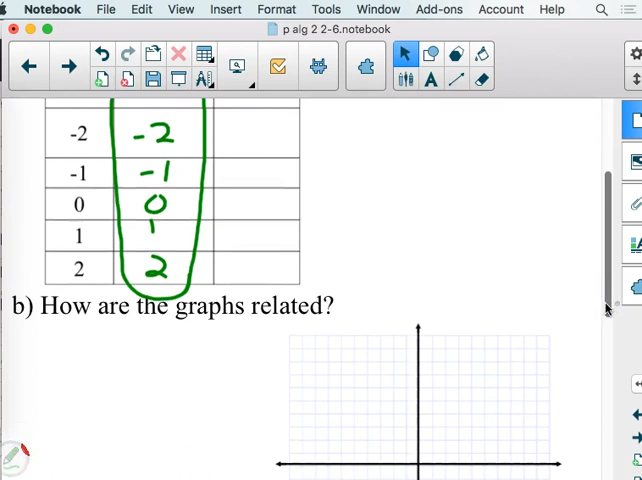 Notebook File Edit View Insert Format Tools Window Add-ons Account Help
p alg 2 2-6.notebook
-2 -2
-1 -1
0 0
1 1
2 2
b) How are the graphs related?